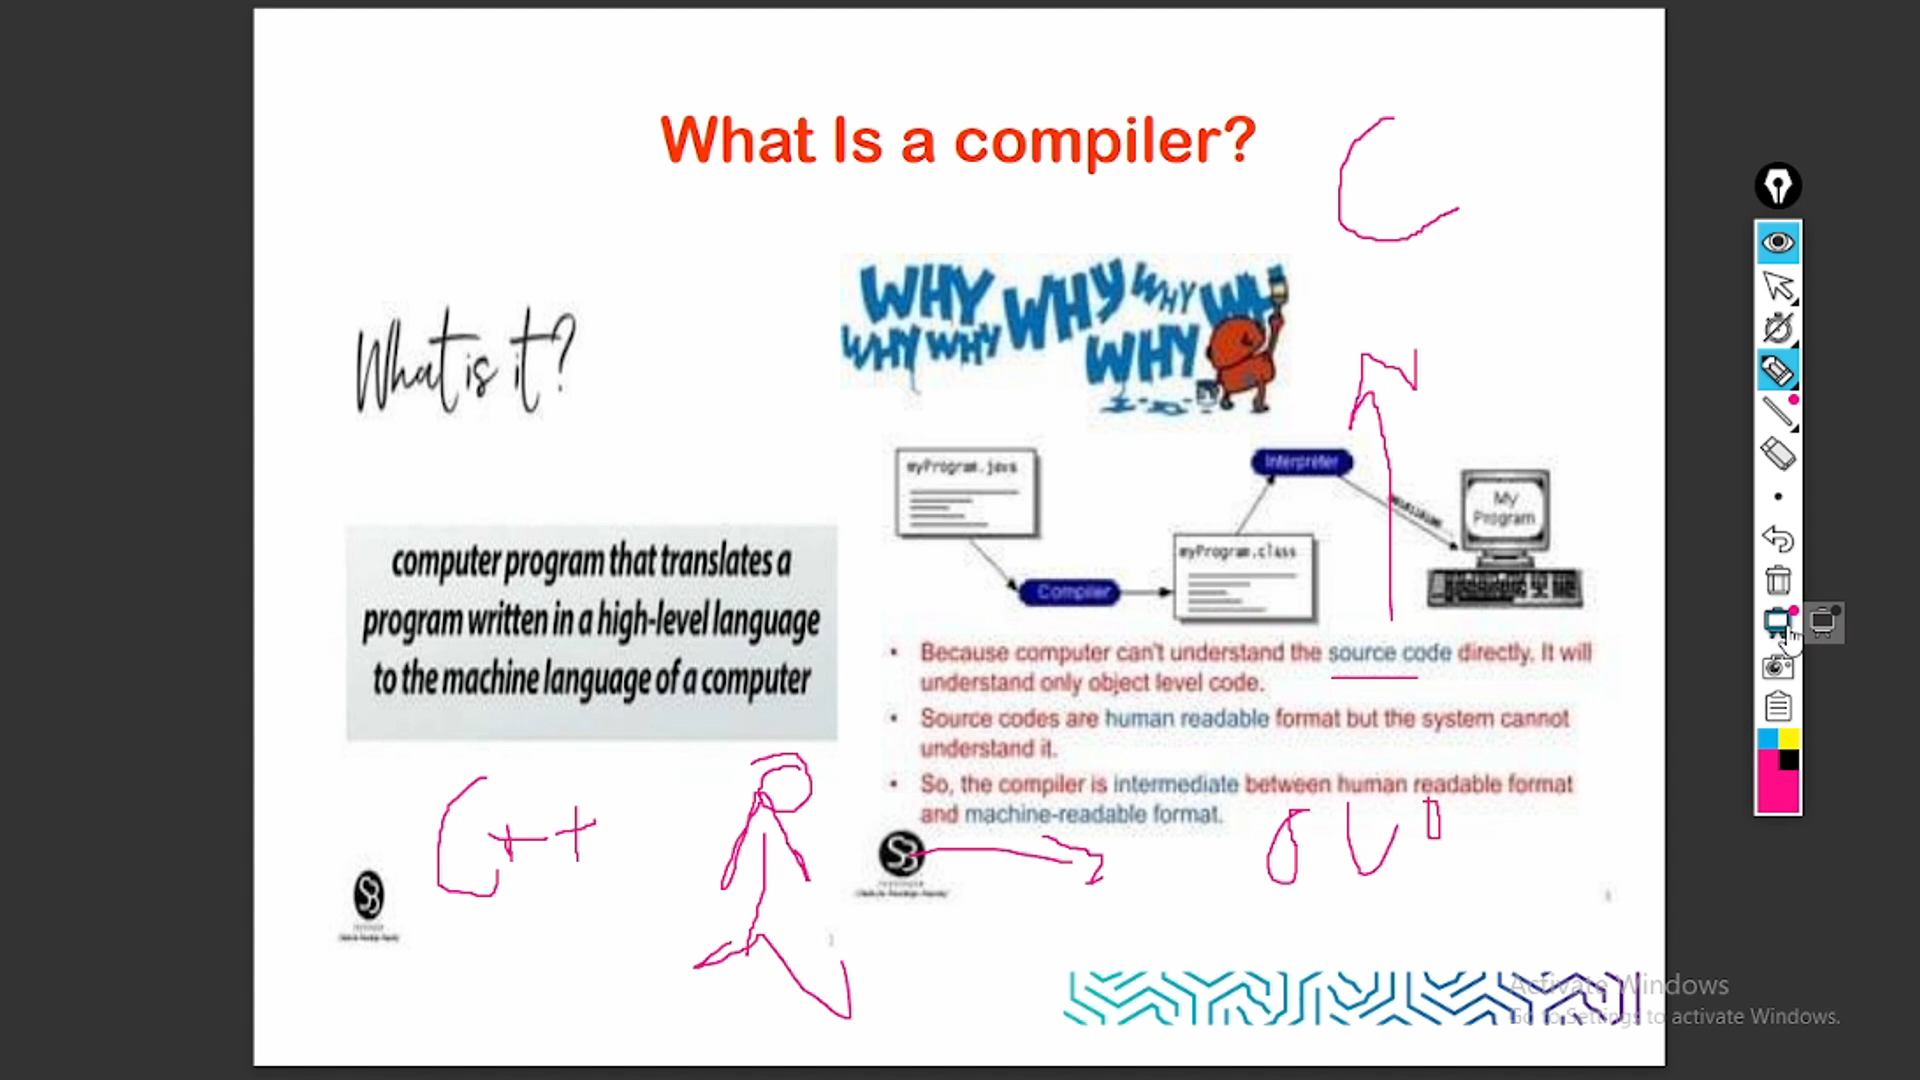 What Is a compiler?
C
What is it?
WHY WHY WHY WHY
WHY WHY WHY
computer program that translates a
program written in a high-level language
to the machine language of a computer
myProgram.java
Interpreter
My
Program
myProgram.class
Compiler
• Because computer can't understand the source code directly. It will
understand only object level code.
• Source codes are human readable format but the system cannot
understand it.
• So, the compiler is intermediate between human readable format
and machine-readable format.
C++
SB
SB
Activate Windows
Go to Settings to activate Windows.